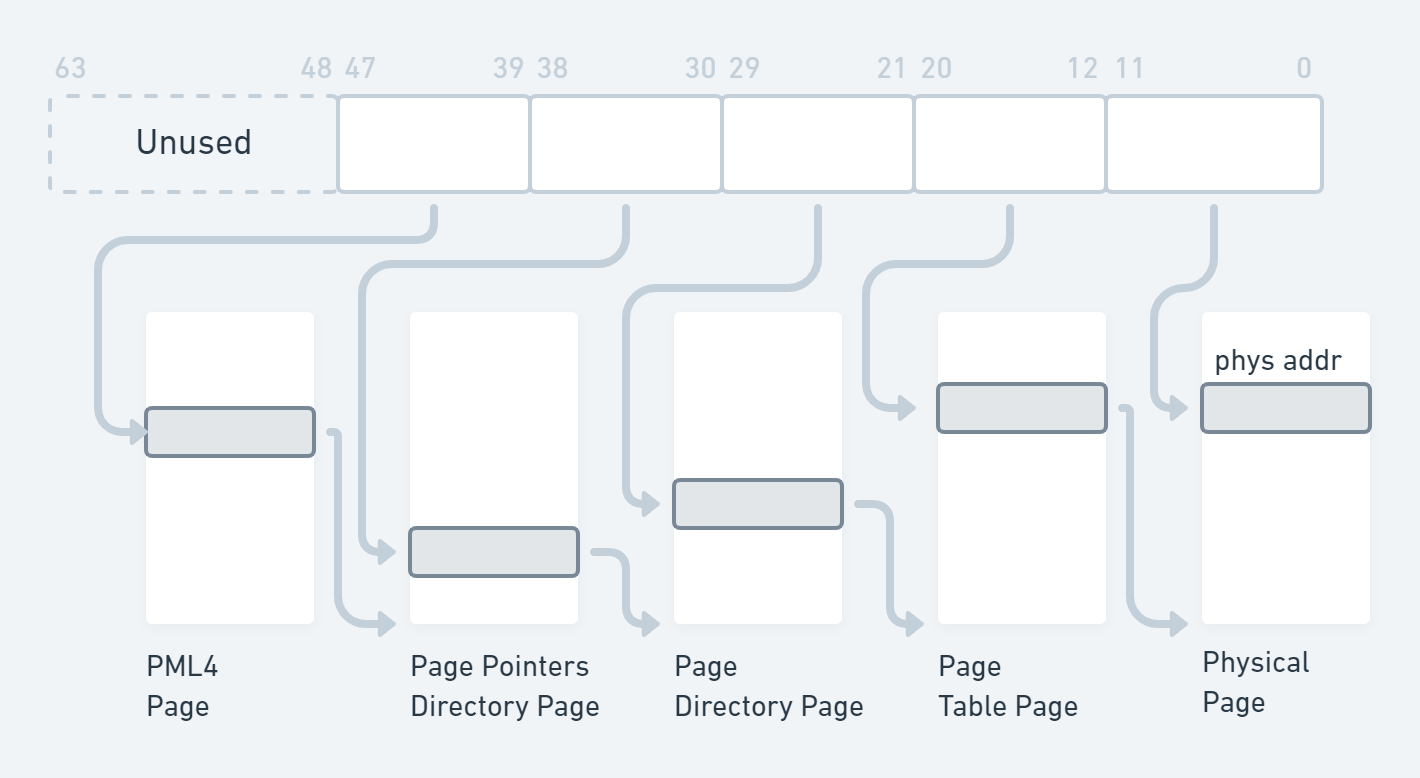 63 48 47 39 38 30 29 21 20 12 11 0
Unused
phys addr
PML4
Page
Page Pointers
Directory Page
Page
Directory Page
Page
Table Page
Physical
Page